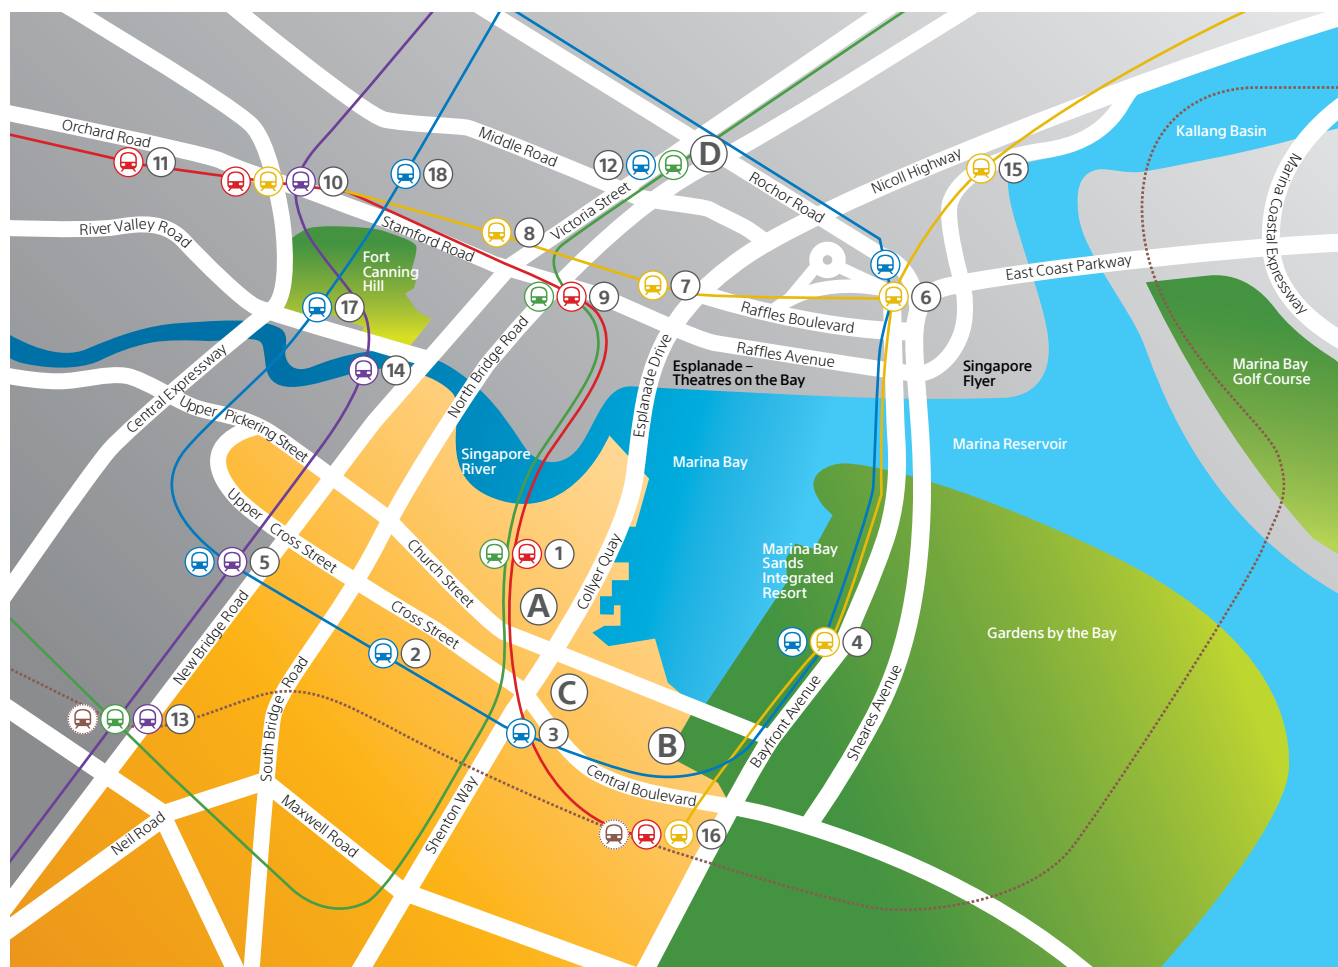 Orchard Road
11
10
18
Middle Road
12
D
Rochor Road
Nicoll Highway
15
Kallang Basin
Marina Coastal Expressway
River Valley Road
Stamford Road
8
Victoria Street
Fort
Canning
Hill
17
9
7
6
East Coast Parkway
Raffles Boulevard
Raffles Avenue
14
Central Expressway
North Bridge Road
Esplanade Drive
Esplanade –
Theatres on the Bay
Singapore
Flyer
Marina Bay
Golf Course
Upper Pickering Street
Singapore
River
Marina Bay
Marina Reservoir
Upper Cross Street
Church Street
Collyer Quay
1
Marina Bay
Sands
Integrated
Resort
5
A
New Bridge Road
Cross Street
2
4
Gardens by the Bay
South Bridge Road
C
13
3
B
Bayfront Avenue
Sheares Avenue
Central Boulevard
Neil Road
Maxwell Road
Shenton Way
16